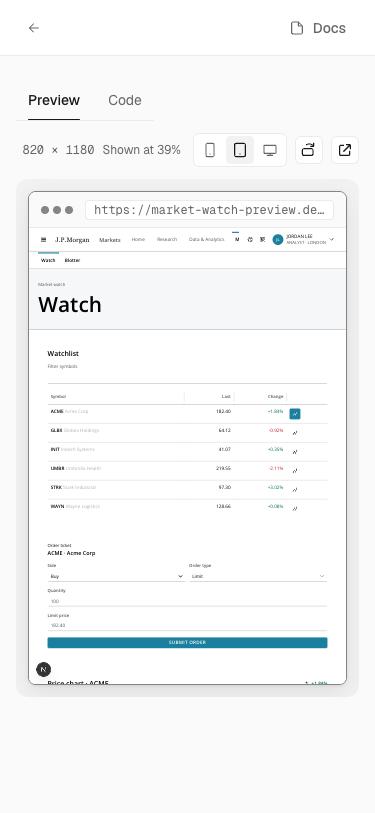 Docs
Preview Code
820 × 1180 Shown at 39%
https://market-watch-preview.de…
J.P.Morgan Markets Home Research Data & Analytics M JL JORDAN LEE
ANALYST · LONDON
Watch Blotter
Market watch
Watch
Watchlist
Filter symbols
Symbol Last Change
ACME Acme Corp 182.40 +1.84%
GLBX Globex Holdings 64.12 -0.92%
INIT Initech Systems 41.07 +0.35%
UMBR Umbrella Health 219.55 -2.11%
STRK Stark Industrial 97.30 +3.02%
WAYN Wayne Logistics 128.66 +0.08%
Order ticket
ACME · Acme Corp
Side Order type
Buy Limit
Quantity
100
Limit price
182.40
SUBMIT ORDER
N
Price chart · ACME +1.84%